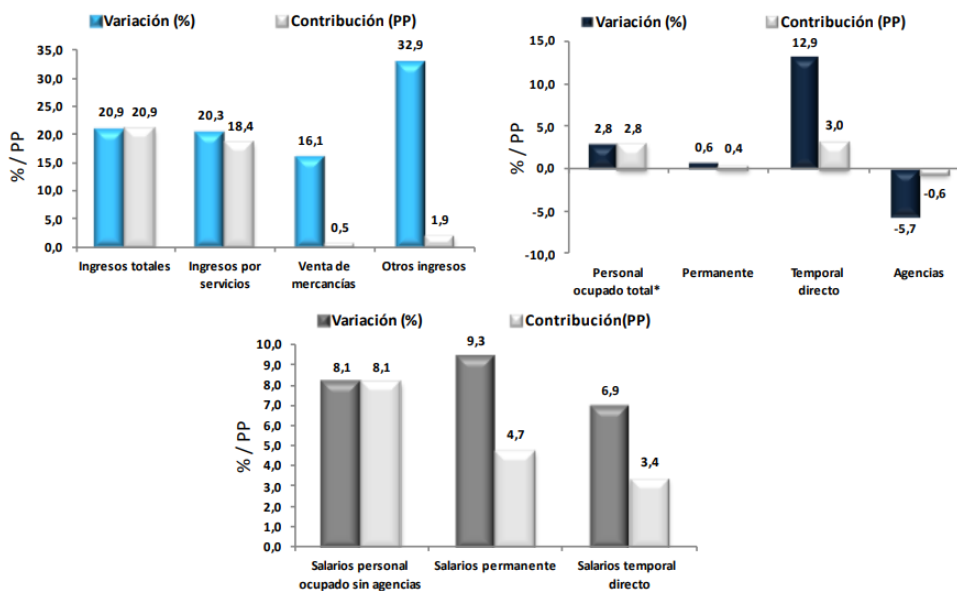 Variación (%) Contribución (PP)
% / PP
35,0
30,0
25,0
20,0
15,0
10,0
5,0
0,0
20,9 20,9 20,3 18,4 16,1 0,5 32,9 1,9
Ingresos totales Ingresos por Venta de Otros ingresos
servicios mercancías
Variación (%) Contribución (PP)
% / PP
15,0
10,0
5,0
0,0
-5,0
-10,0
2,8 2,8 0,6 0,4 12,9 3,0 -5,7 -0,6
Personal Permanente Temporal Agencias
ocupado total* directo
Variación (%) Contribución(PP)
% / PP
10,0
9,0
8,0
7,0
6,0
5,0
4,0
3,0
2,0
1,0
0,0
8,1 8,1 9,3 4,7 6,9 3,4
Salarios personal Salarios permanente Salarios temporal
ocupado sin agencias directo